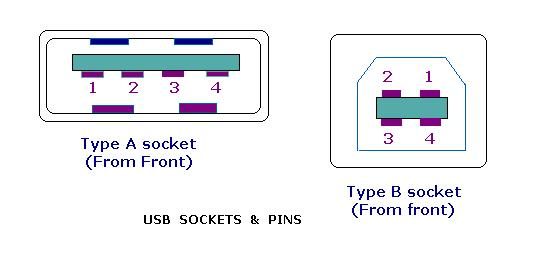 1 2 3 4
Type A socket
(From Front)
2 1
3 4
Type B socket
(From front)
USB SOCKETS & PINS